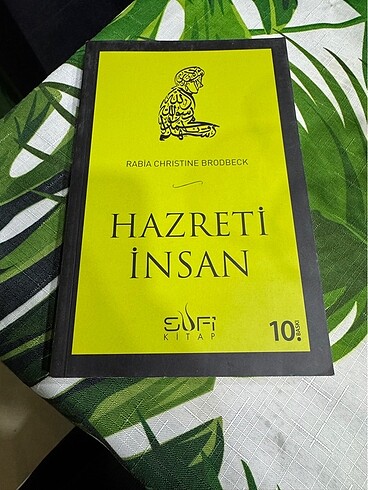 RABİA CHRISTINE BRODBECK
HAZRETİ
İNSAN
SUFİ
KİTAP
10. BASKI